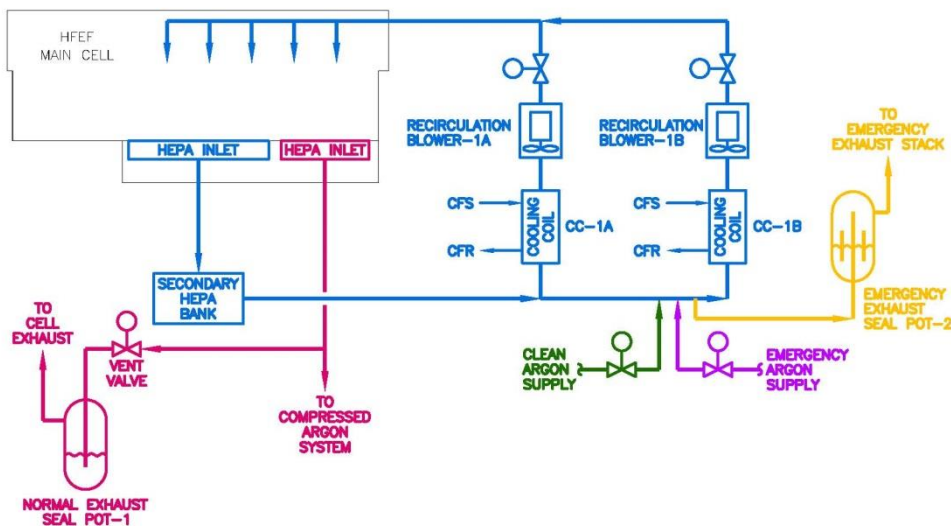 HFEF
MAIN CELL
HEPA INLET
HEPA INLET
RECIRCULATION
BLOWER-1A
RECIRCULATION
BLOWER-1B
TO
EMERGENCY
EXHAUST STACK
CFS
CFR
COOLING
COIL
CC-1A
CFS
CFR
COOLING
COIL
CC-1B
SECONDARY
HEPA
BANK
EMERGENCY
EXHAUST
SEAL POT-2
TO
CELL
EXHAUST
VENT
VALVE
CLEAN
ARGON
SUPPLY
EMERGENCY
ARGON
SUPPLY
TO
COMPRESSED
ARGON
SYSTEM
NORMAL EXHAUST
SEAL POT-1